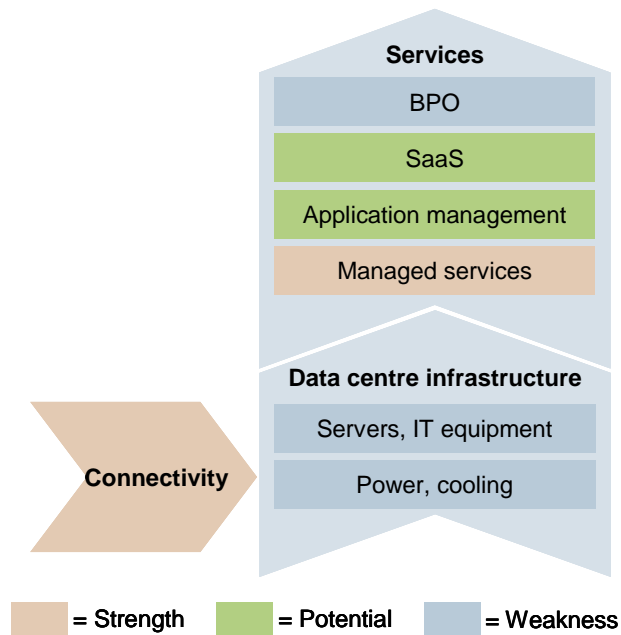 Services
BPO
SaaS
Application management
Managed services
Data centre infrastructure
Servers, IT equipment
Connectivity
Power, cooling
= Strength
= Potential
= Weakness